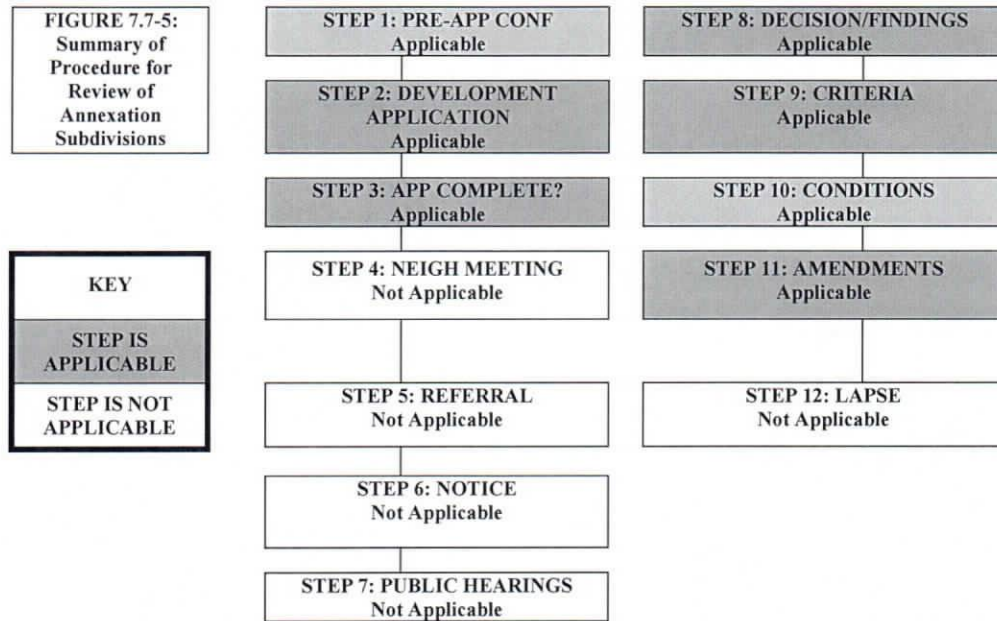 FIGURE 7.7-5:
Summary of
Procedure for
Review of
Annexation
Subdivisions
KEY
STEP IS
APPLICABLE
STEP IS NOT
APPLICABLE
STEP 1: PRE-APP CONF
Applicable
STEP 2: DEVELOPMENT
APPLICATION
Applicable
STEP 3: APP COMPLETE?
Applicable
STEP 4: NEIGH MEETING
Not Applicable
STEP 5: REFERRAL
Not Applicable
STEP 6: NOTICE
Not Applicable
STEP 7: PUBLIC HEARINGS
Not Applicable
STEP 8: DECISION/FINDINGS
Applicable
STEP 9: CRITERIA
Applicable
STEP 10: CONDITIONS
Applicable
STEP 11: AMENDMENTS
Applicable
STEP 12: LAPSE
Not Applicable